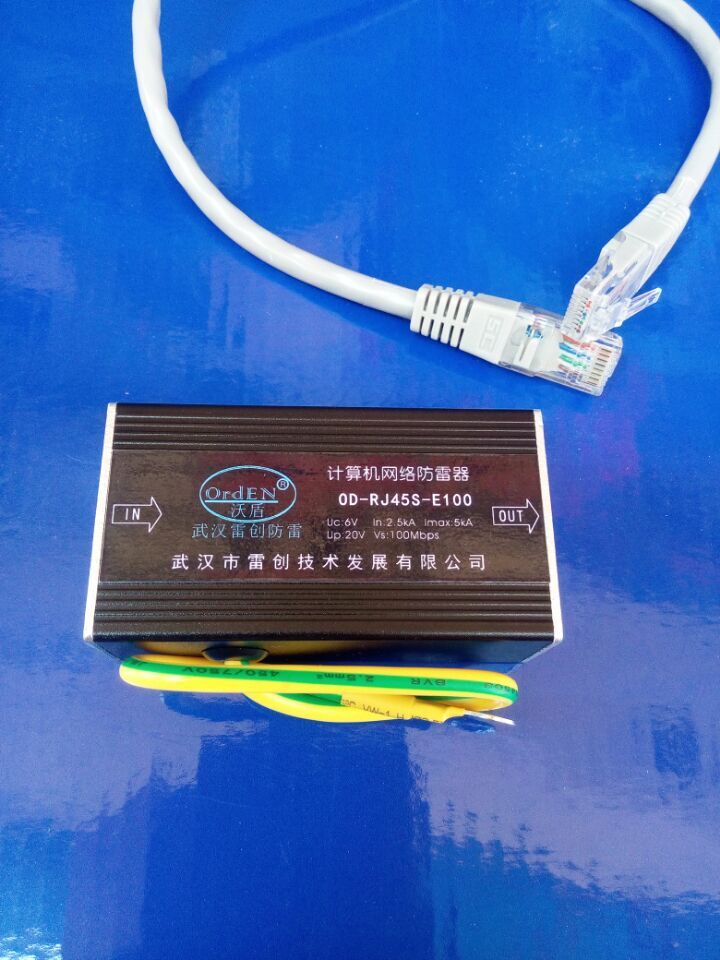 计算机网络防雷器
OrdEN®
沃盾
武汉雷创防雷
OD-RJ45S-E100
IN
OUT
Uc:6V In:2.5kA Imax:5kA
Up:20V Vs:100Mbps
武汉市雷创技术发展有限公司
450/750V 2.5mm² BVR
VW-1 H